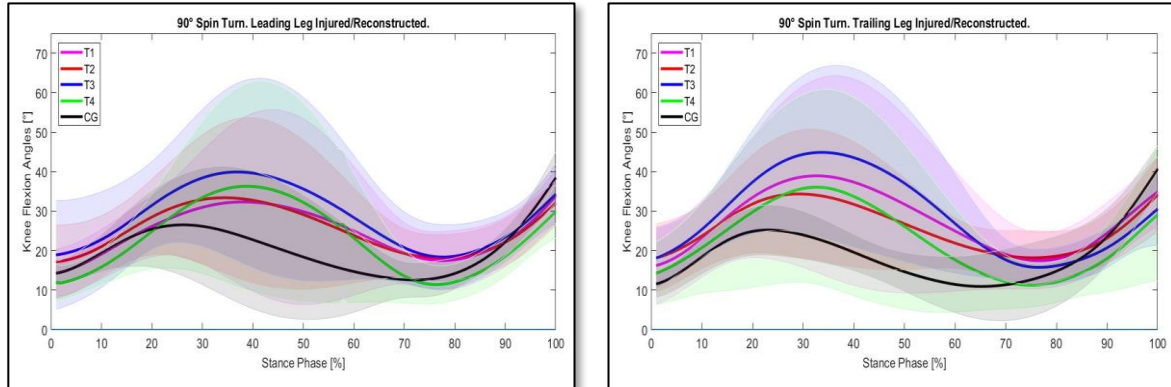 90° Spin Turn. Leading Leg Injured/Reconstructed.
T1
T2
T3
T4
CG
Knee Flexion Angles [°]
70
60
50
40
30
20
10
0
0 10 20 30 40 50 60 70 80 90 100
Stance Phase [%]
90° Spin Turn. Trailing Leg Injured/Reconstructed.
T1
T2
T3
T4
CG
Knee Flexion Angles [°]
70
60
50
40
30
20
10
0
0 10 20 30 40 50 60 70 80 90 100
Stance Phase [%]